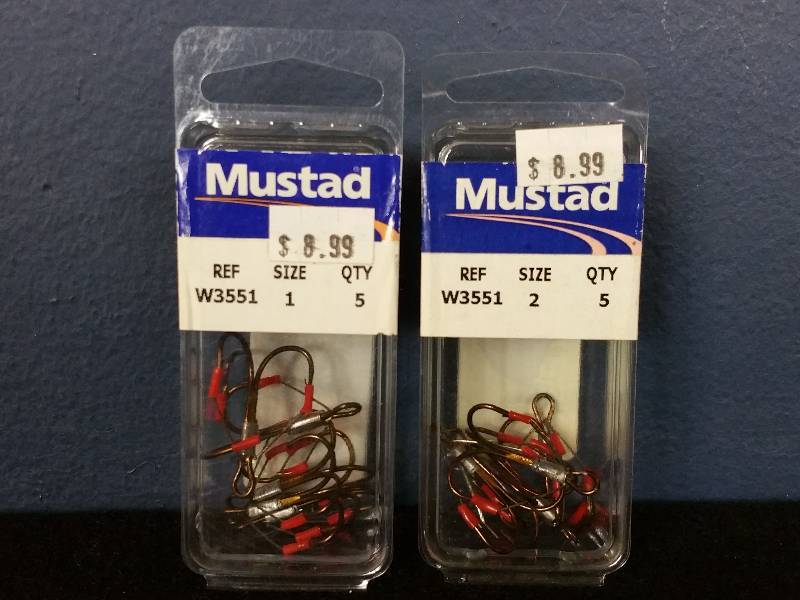 Mustad
$ 8.99
REF SIZE QTY
W3551 1 5
$ 8.99
Mustad
REF SIZE QTY
W3551 2 5